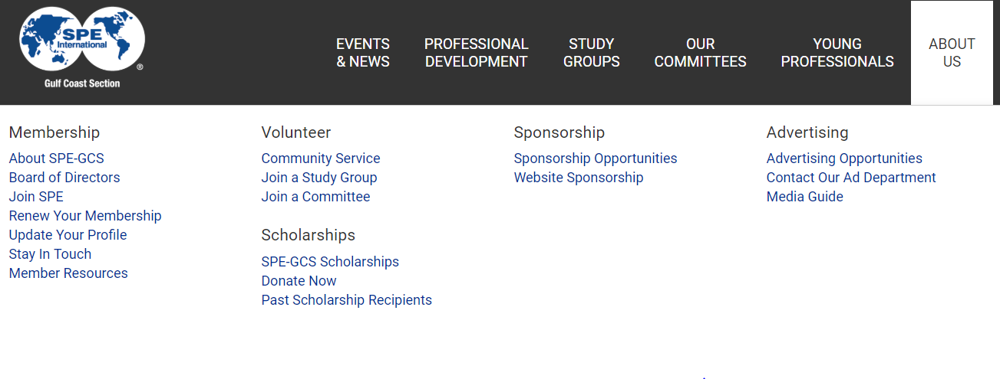 SPE
International
®
Gulf Coast Section
EVENTS
& NEWS
PROFESSIONAL
DEVELOPMENT
STUDY
GROUPS
OUR
COMMITTEES
YOUNG
PROFESSIONALS
ABOUT
US
Membership
About SPE-GCS
Board of Directors
Join SPE
Renew Your Membership
Update Your Profile
Stay In Touch
Member Resources
Volunteer
Community Service
Join a Study Group
Join a Committee
Scholarships
SPE-GCS Scholarships
Donate Now
Past Scholarship Recipients
Sponsorship
Sponsorship Opportunities
Website Sponsorship
Advertising
Advertising Opportunities
Contact Our Ad Department
Media Guide